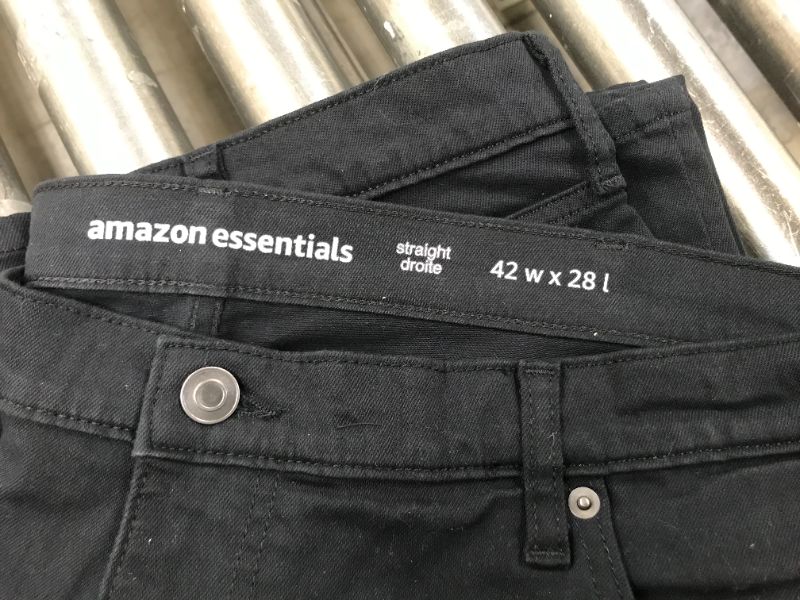 amazon essentials
straight
droite
42 w x 28 l